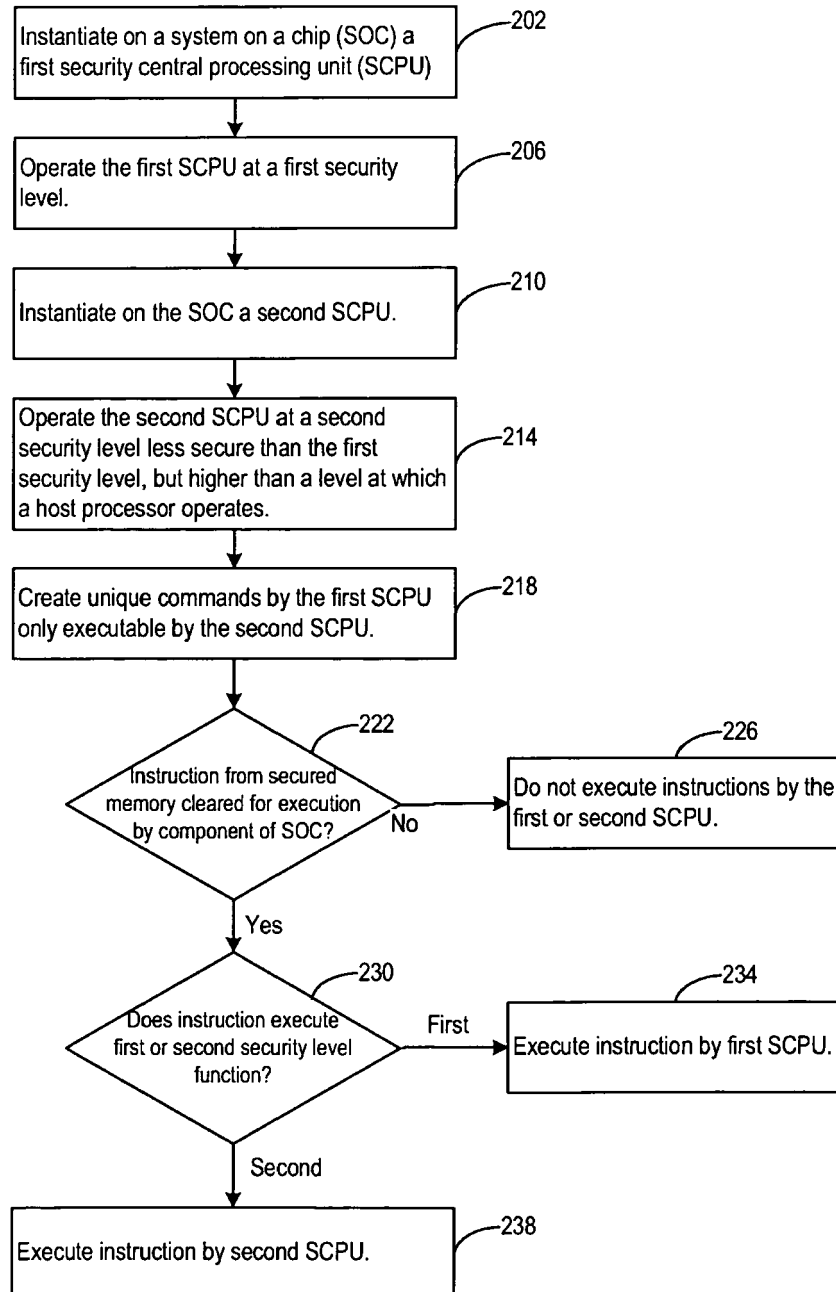 Instantiate on a system on a chip (SOC) a
first security central processing unit (SCPU)
202
Operate the first SCPU at a first security
level.
206
Instantiate on the SOC a second SCPU.
210
Operate the second SCPU at a second
security level less secure than the first
security level, but higher than a level at which
a host processor operates.
214
Create unique commands by the first SCPU
only executable by the second SCPU.
218
222
Instruction from secured
memory cleared for execution
by component of SOC?
No
226
Do not execute instructions by the
first or second SCPU.
Yes
230
Does instruction execute
first or second security level
function?
First
234
Execute instruction by first SCPU.
Second
238
Execute instruction by second SCPU.